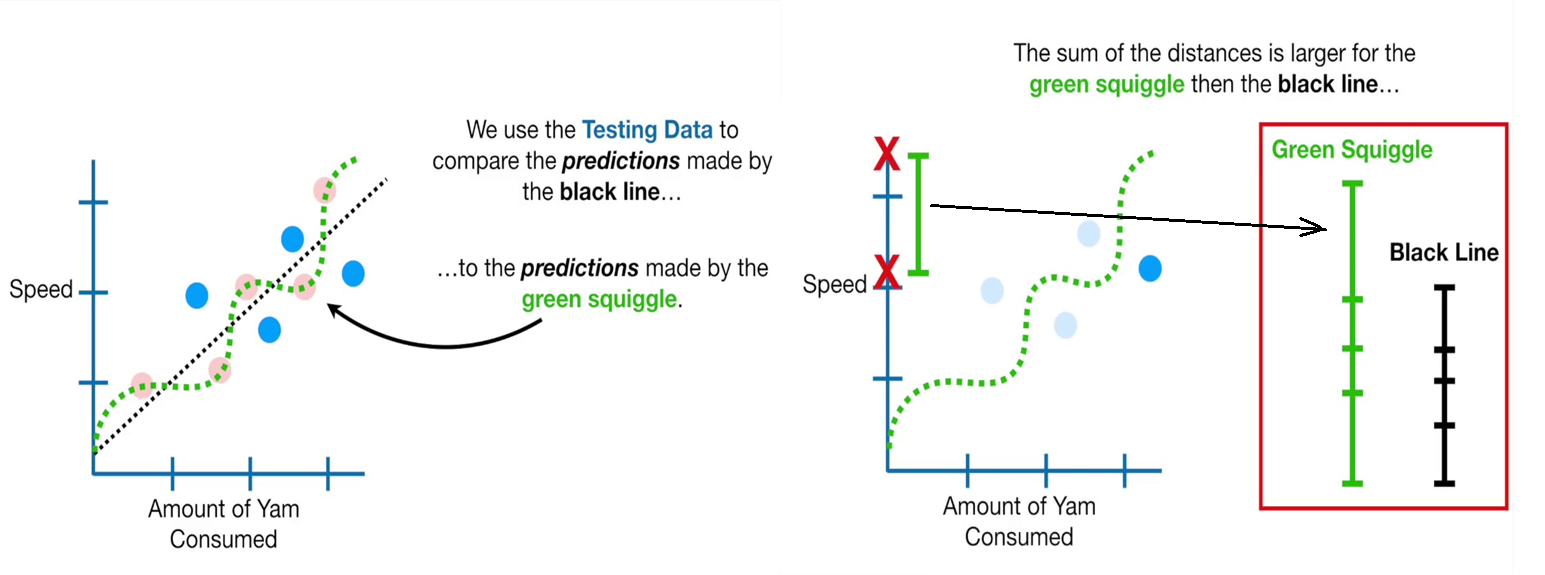 We use the Testing Data to
compare the predictions made by
the black line…
…to the predictions made by the
green squiggle.
Speed
Amount of Yam
Consumed
The sum of the distances is larger for the
green squiggle then the black line…
X
X
Speed
Amount of Yam
Consumed
Green Squiggle
Black Line